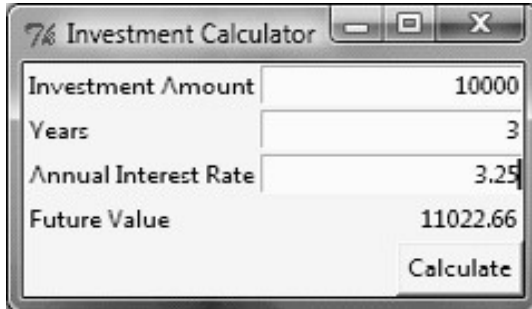 Investment Calculator
Investment Amount 10000
Years 3
Annual Interest Rate 3.25
Future Value 11022.66
Calculate